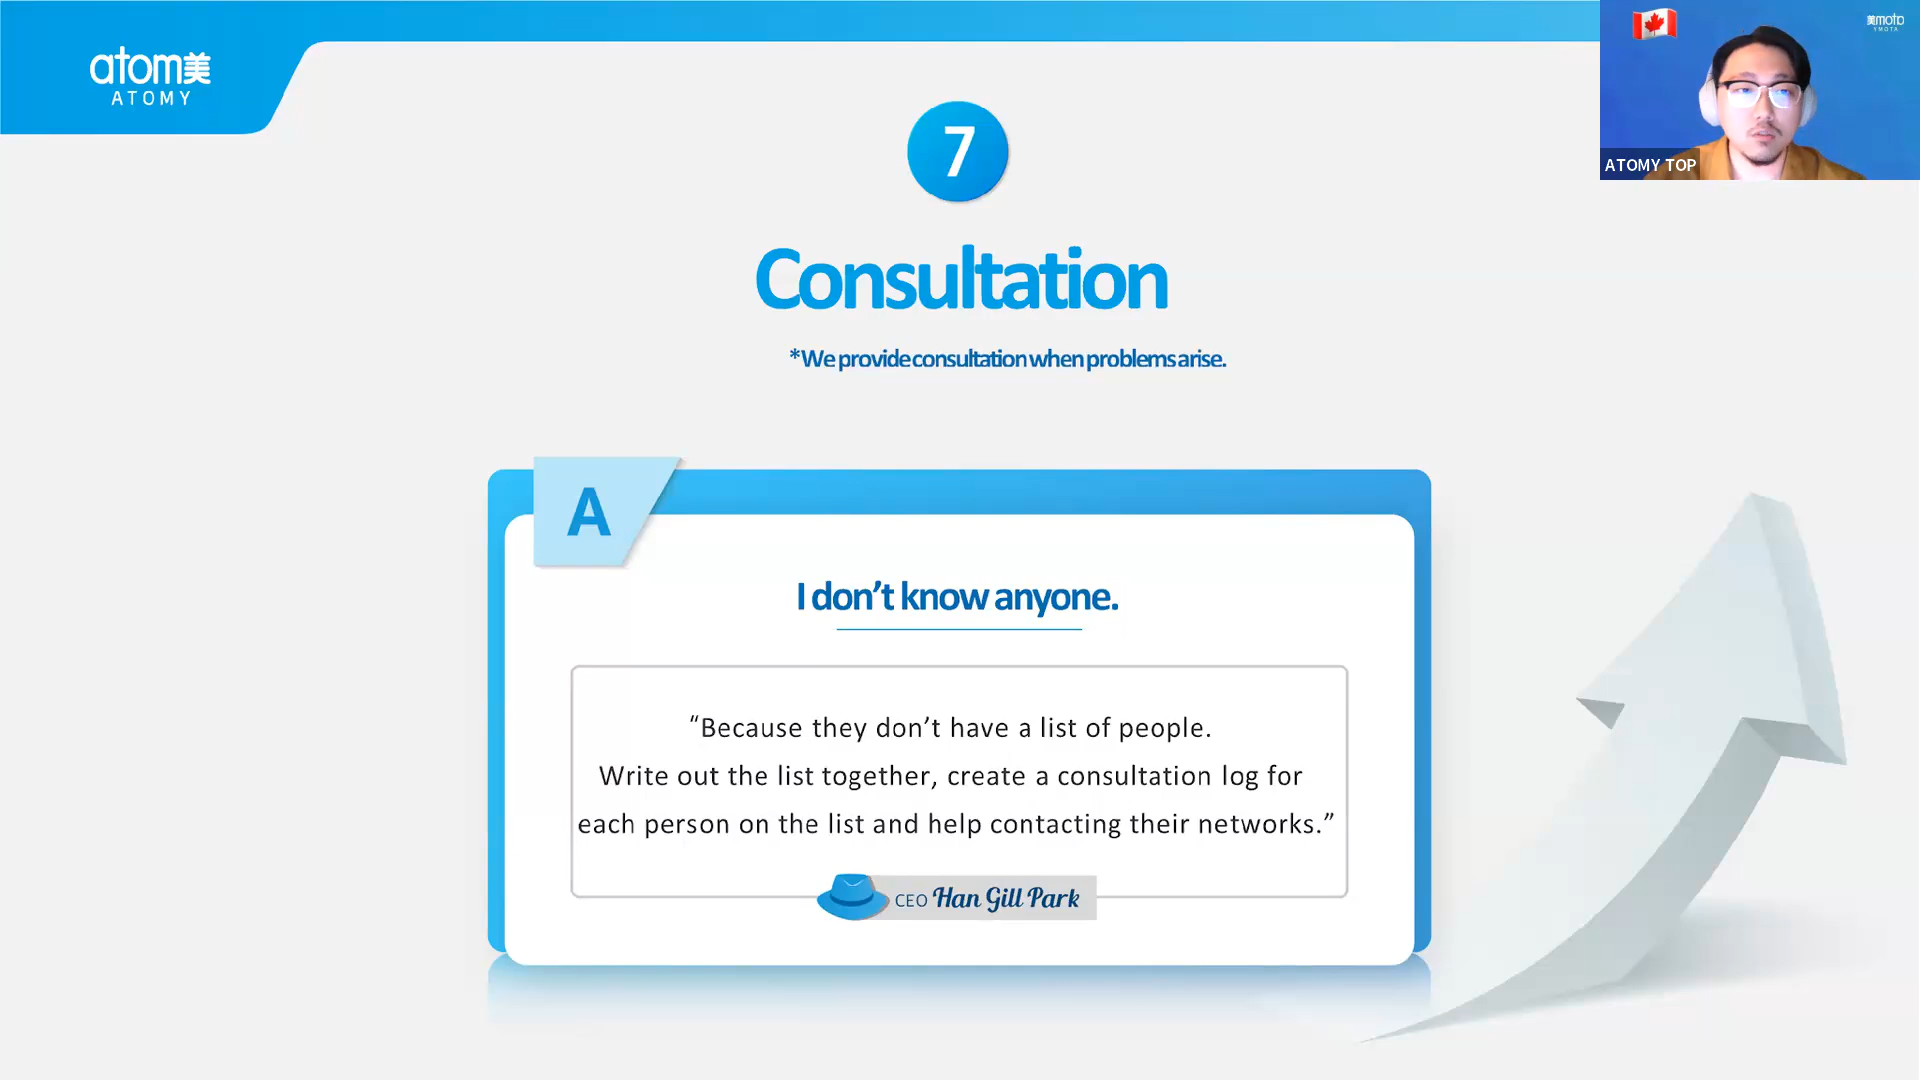 atom美
ATOMY
ATOMY TOP
7
Consultation
*We provide consultation when problems arise.
A
I don’t know anyone.
“Because they don’t have a list of people.
Write out the list together, create a consultation log for
each person on the list and help contacting their networks.”
CEO Han Gill Park